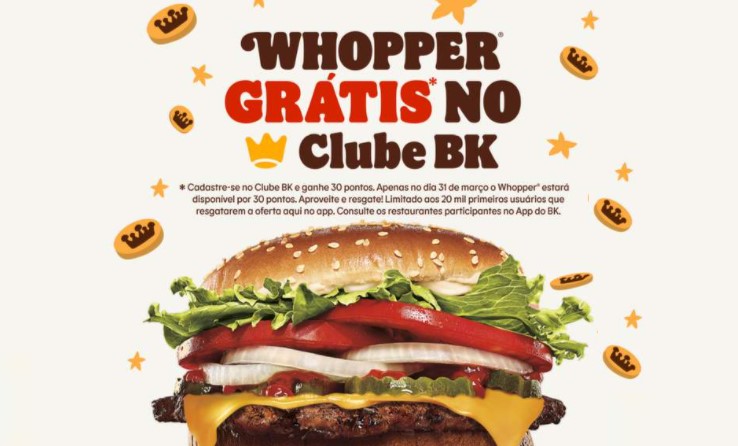 WHOPPER®
GRÁTIS* NO
Clube BK
* Cadastre-se no Clube BK e ganhe 30 pontos. Apenas no dia 31 de março o Whopper® estará
disponível por 30 pontos. Aproveite e resgate! Limitado aos 20 mil primeiros usuários que
resgatarem a oferta aqui no app. Consulte os restaurantes participantes no App do BK.